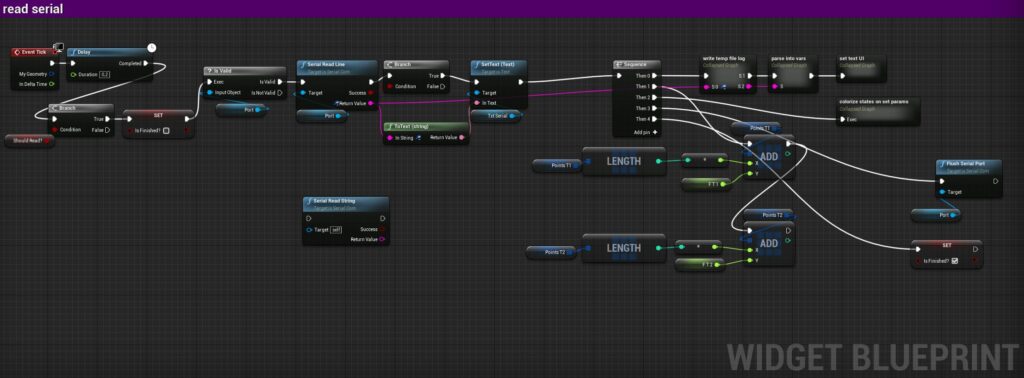 read serial
Event Tick
My Geometry
In Delta Time
Delay
Completed
Duration 0.2
Branch
True
Condition False
Should Read?
SET
Is Finished?
Is Valid
Exec Is Valid
Input Object Is Not Valid
Port
Serial Read Line
Target is Serial Com
Target Success
Return Value
Port
Branch
True
Condition False
ToText (string)
In String Return Value
SetText (Text)
Target is Text
Target
In Text
Txt Serial
Sequence
Then 0
Then 1
Then 2
Then 3
Then 4
Add pin
write temp file log
Collapsed Graph
parse into vars
Collapsed Graph
set text UI
Collapsed Graph
colorize states on set params
Collapsed Graph
Exec
Points T1
ADD
X
Y
Points T1
LENGTH
F T 1
Points T2
ADD
X
Y
Points T2
LENGTH
F T 2
Flush Serial Port
Target is Serial Com
Target
Port
SET
Is Finished?
Serial Read String
Target is Serial Com
Target self Success
Return Value
WIDGET BLUEPRINT